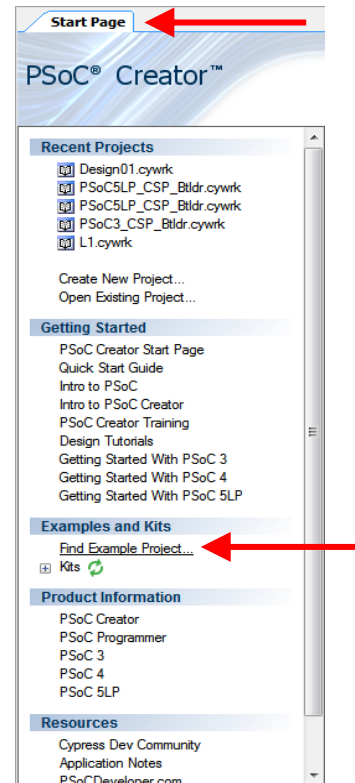 Start Page
PSoC® Creator™
Recent Projects
Design01.cywrk
PSoC5LP_CSP_Btldr.cywrk
PSoC5LP_CSP_Btldr.cywrk
PSoC3_CSP_Btldr.cywrk
L1.cywrk
Create New Project...
Open Existing Project...
Getting Started
PSoC Creator Start Page
Quick Start Guide
Intro to PSoC
Intro to PSoC Creator
PSoC Creator Training
Design Tutorials
Getting Started With PSoC 3
Getting Started With PSoC 4
Getting Started With PSoC 5LP
Examples and Kits
Find Example Project...
Kits
Product Information
PSoC Creator
PSoC Programmer
PSoC 3
PSoC 4
PSoC 5LP
Resources
Cypress Dev Community
Application Notes
PSoCDeveloper.com